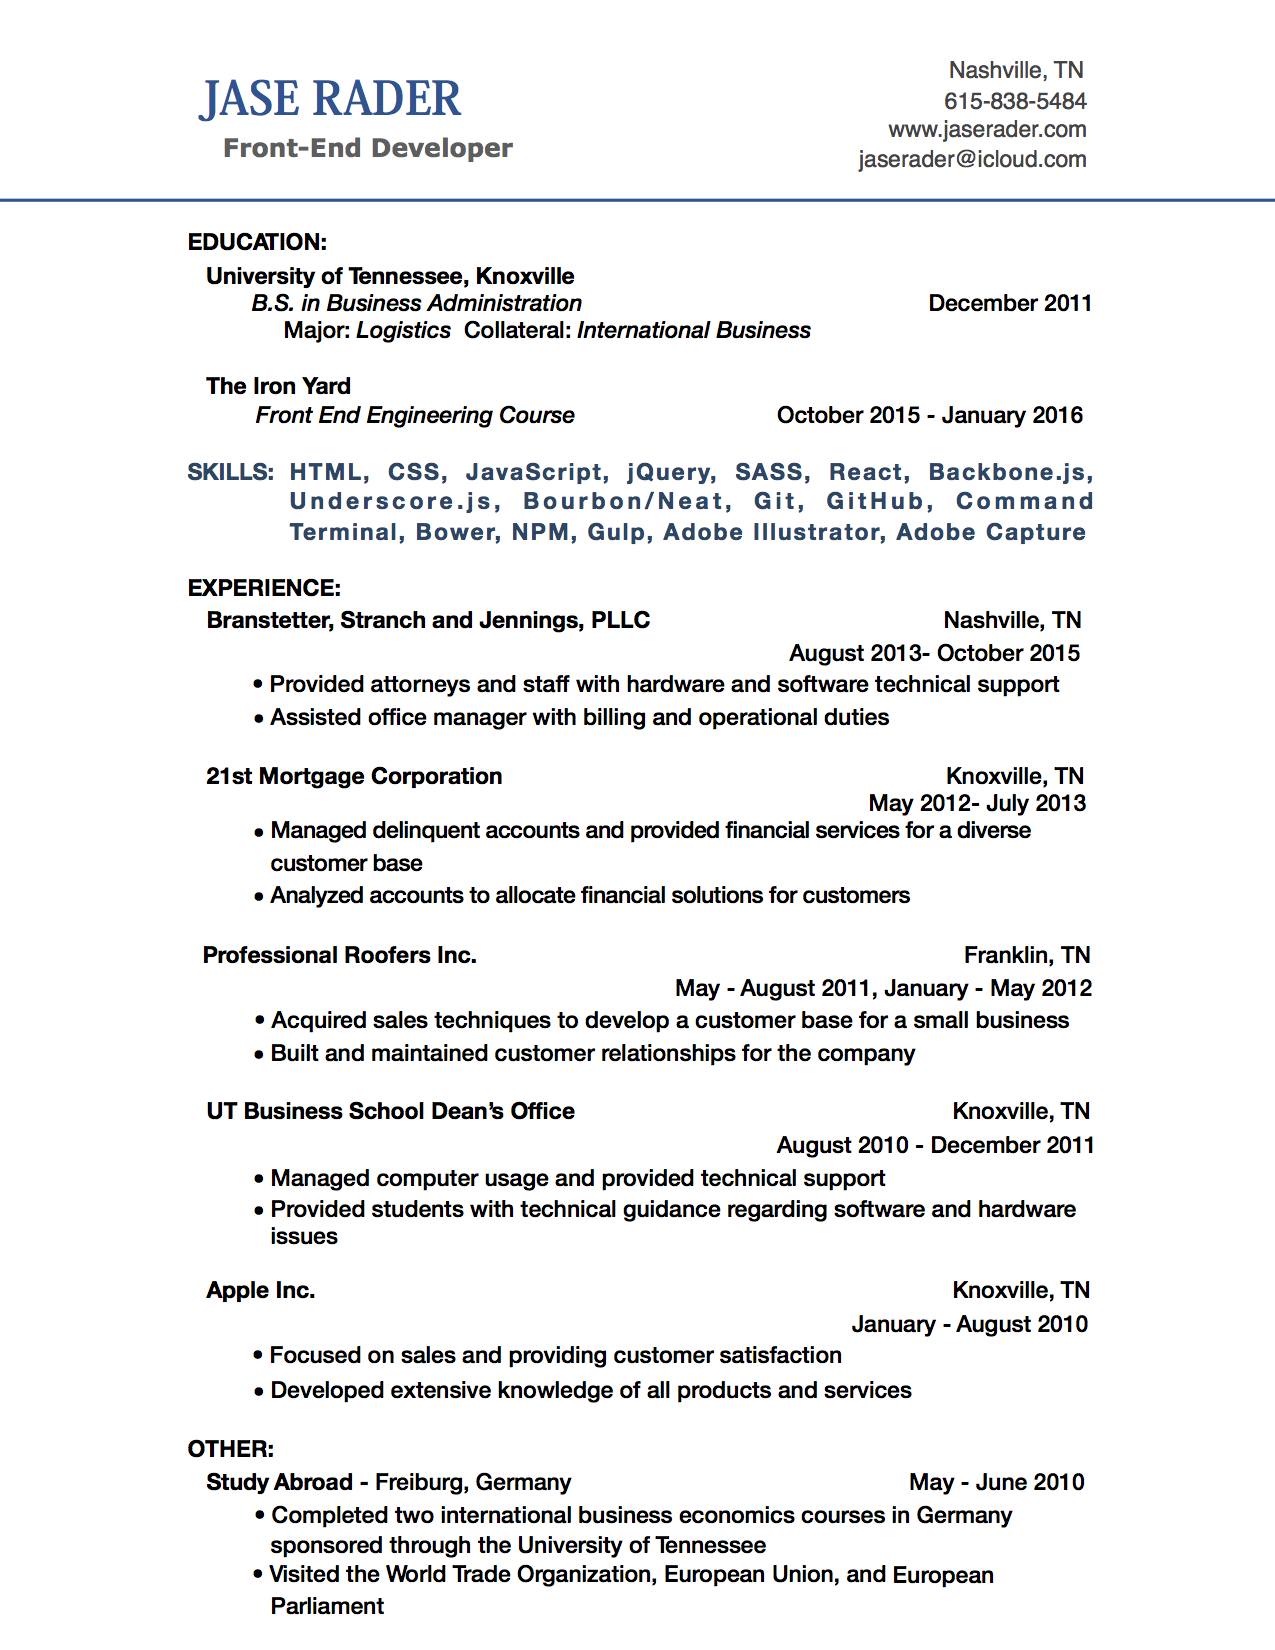 JASE RADER
Front-End Developer
Nashville, TN
615-838-5484
www.jaserader.com
jaserader@icloud.com
EDUCATION:
University of Tennessee, Knoxville
B.S. in Business Administration December 2011
Major: Logistics Collateral: International Business
The Iron Yard
Front End Engineering Course October 2015 - January 2016
SKILLS: HTML, CSS, JavaScript, jQuery, SASS, React, Backbone.js,
Underscore.js, Bourbon/Neat, Git, GitHub, Command
Terminal, Bower, NPM, Gulp, Adobe Illustrator, Adobe Capture
EXPERIENCE:
Branstetter, Stranch and Jennings, PLLC Nashville, TN
August 2013- October 2015
• Provided attorneys and staff with hardware and software technical support
• Assisted office manager with billing and operational duties
21st Mortgage Corporation Knoxville, TN
May 2012- July 2013
• Managed delinquent accounts and provided financial services for a diverse
customer base
• Analyzed accounts to allocate financial solutions for customers
Professional Roofers Inc. Franklin, TN
May - August 2011, January - May 2012
• Acquired sales techniques to develop a customer base for a small business
• Built and maintained customer relationships for the company
UT Business School Dean’s Office Knoxville, TN
August 2010 - December 2011
• Managed computer usage and provided technical support
• Provided students with technical guidance regarding software and hardware
issues
Apple Inc. Knoxville, TN
January - August 2010
• Focused on sales and providing customer satisfaction
• Developed extensive knowledge of all products and services
OTHER:
Study Abroad - Freiburg, Germany May - June 2010
• Completed two international business economics courses in Germany
sponsored through the University of Tennessee
• Visited the World Trade Organization, European Union, and European
Parliament